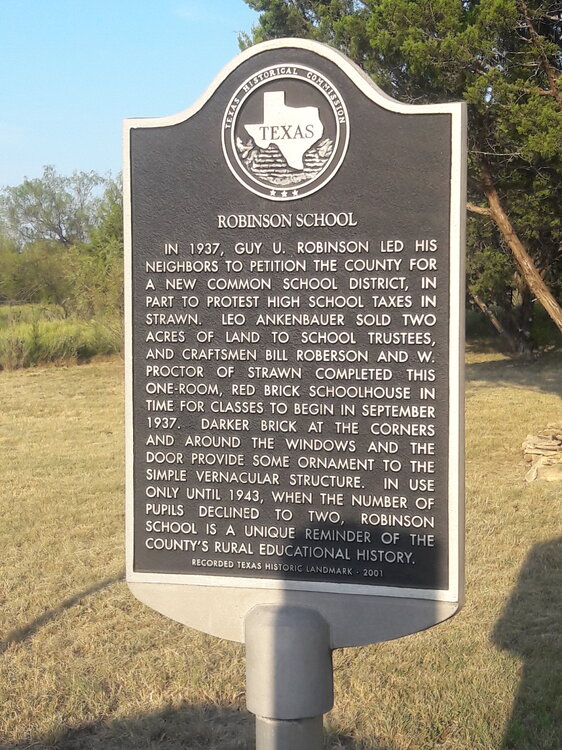 TEXAS HISTORICAL COMMISSION
TEXAS
ROBINSON SCHOOL
IN 1937, GUY U. ROBINSON LED HIS
NEIGHBORS TO PETITION THE COUNTY FOR
A NEW COMMON SCHOOL DISTRICT, IN
PART TO PROTEST HIGH SCHOOL TAXES IN
STRAWN. LEO ANKENBAUER SOLD TWO
ACRES OF LAND TO SCHOOL TRUSTEES,
AND CRAFTSMEN BILL ROBERSON AND W.
PROCTOR OF STRAWN COMPLETED THIS
ONE-ROOM, RED BRICK SCHOOLHOUSE IN
TIME FOR CLASSES TO BEGIN IN SEPTEMBER
1937. DARKER BRICK AT THE CORNERS
AND AROUND THE WINDOWS AND THE
DOOR PROVIDE SOME ORNAMENT TO THE
SIMPLE VERNACULAR STRUCTURE. IN USE
ONLY UNTIL 1943, WHEN THE NUMBER OF
PUPILS DECLINED TO TWO, ROBINSON
SCHOOL IS A UNIQUE REMINDER OF THE
COUNTY'S RURAL EDUCATIONAL HISTORY.
RECORDED TEXAS HISTORIC LANDMARK - 2001